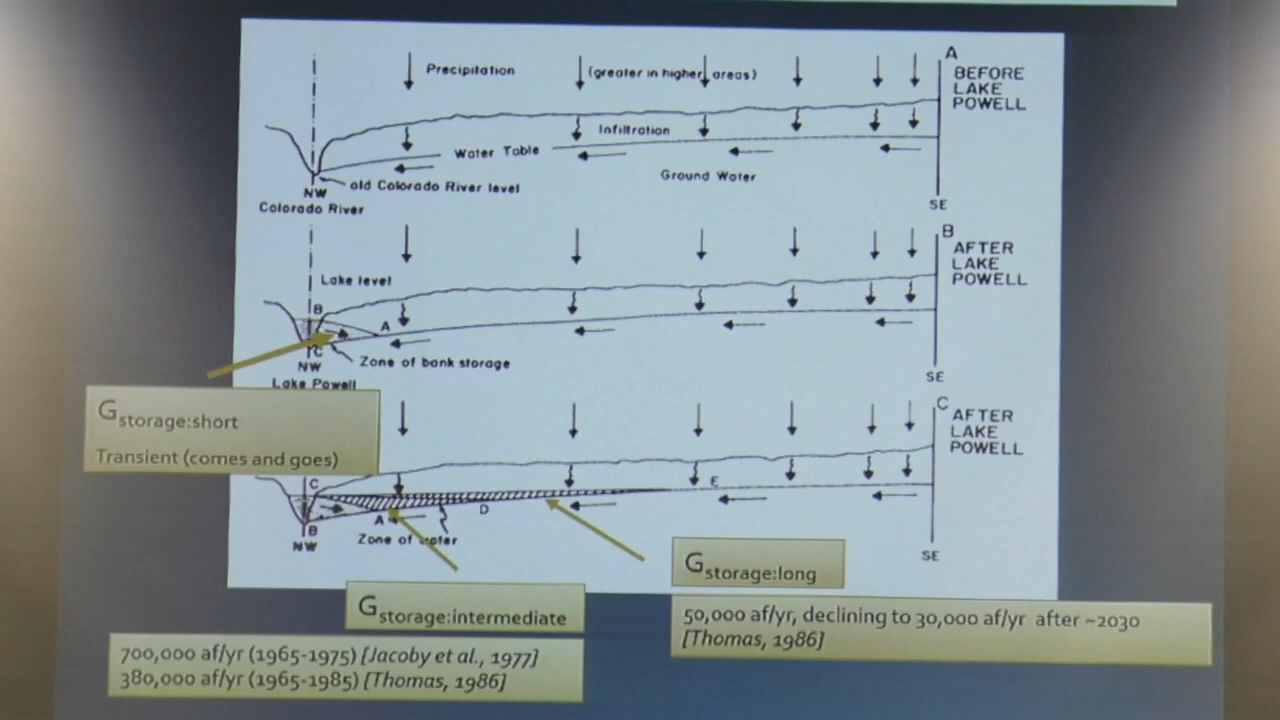 A
BEFORE
LAKE
POWELL
Precipitation (greater in higher areas)
Infiltration
Water Table
Ground Water
old Colorado River level
NW
Colorado River
SE
B
AFTER
LAKE
POWELL
Lake level
B
A
C
Zone of bank storage
NW
Lake Powell
SE
Gstorage:short
Transient (comes and goes)
C
AFTER
LAKE
POWELL
C
E
D
A
B
Zone of
NW
SE
Gstorage:long
50,000 af/yr, declining to 30,000 af/yr after ~2030
[Thomas, 1986]
Gstorage:intermediate
700,000 af/yr (1965-1975) [Jacoby et al., 1977]
380,000 af/yr (1965-1985) [Thomas, 1986]